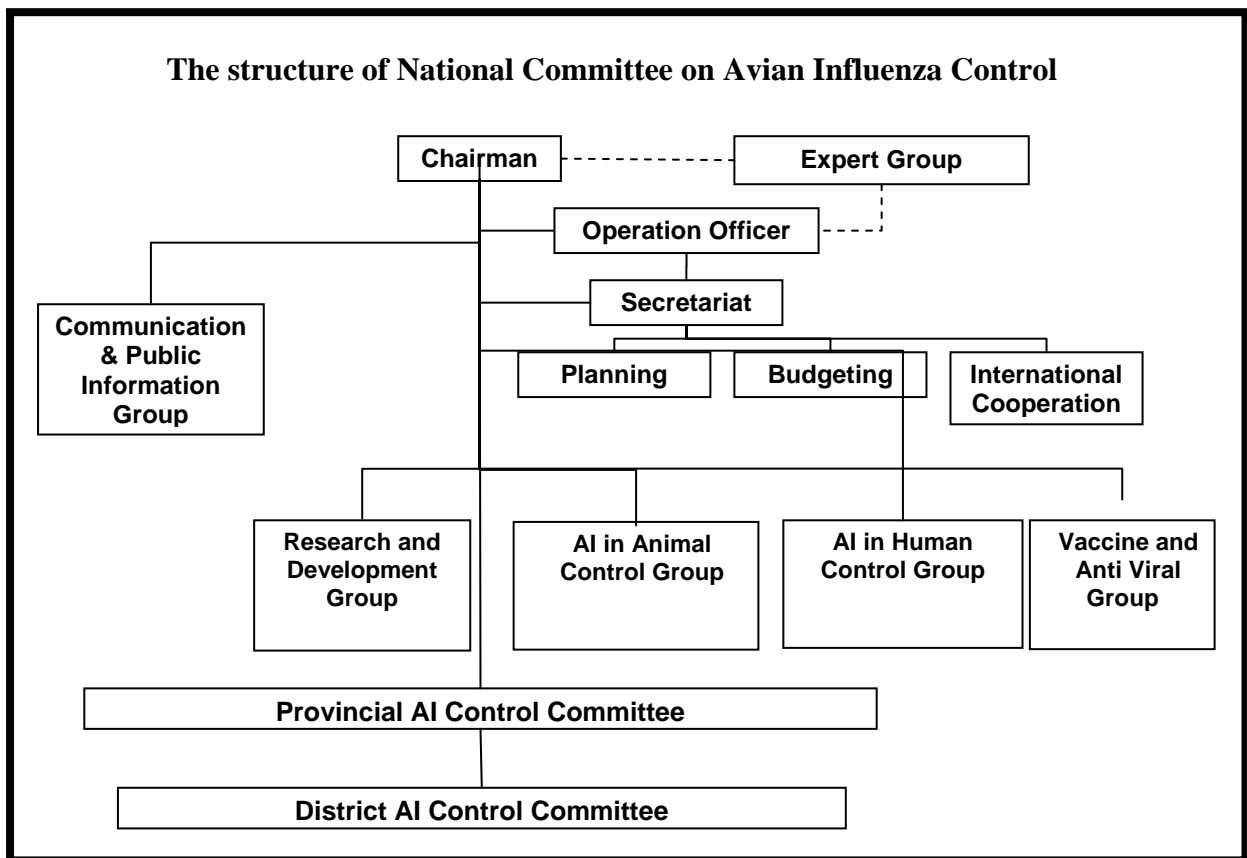 The structure of National Committee on Avian Influenza Control
Chairman
Expert Group
Operation Officer
Secretariat
Communication
& Public
Information
Group
Planning
Budgeting
International
Cooperation
Research and
Development
Group
AI in Animal
Control Group
AI in Human
Control Group
Vaccine and
Anti Viral
Group
Provincial AI Control Committee
District AI Control Committee